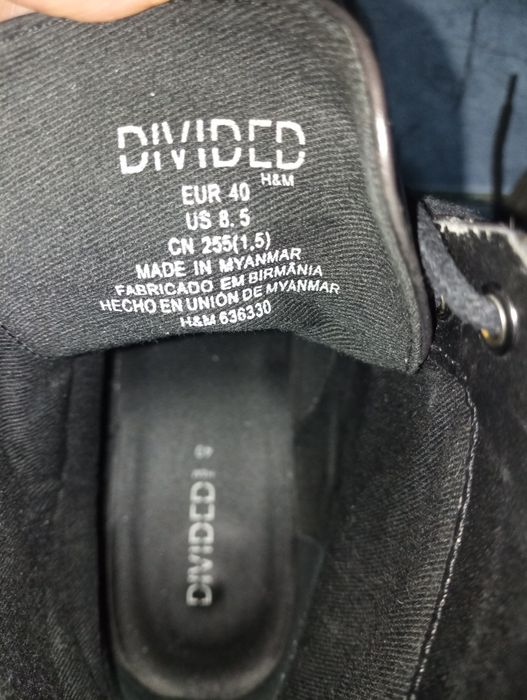 DIVIDED
H&M
EUR 40
US 8.5
CN 255(1,5)
MADE IN MYANMAR
FABRICADO EM BIRMÂNIA
HECHO EN UNIÓN DE MYANMAR
H&M 636330
DIVIDED